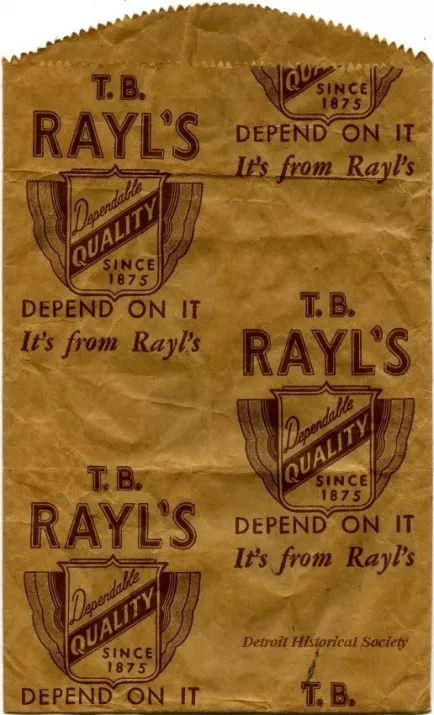 T.B.
RAYL'S
Dependable
QUALITY
SINCE
1875
DEPEND ON IT
It's from Rayl's
QUA
SINCE
1875
DEPEND ON IT
It's from Rayl's
T.B.
RAYL'S
Dependable
QUALITY
SINCE
1875
DEPEND ON IT
It's from Rayl's
T.B.
RAYL'S
Dependable
QUALITY
SINCE
1875
DEPEND ON IT
Detroit Historical Society
T.B.